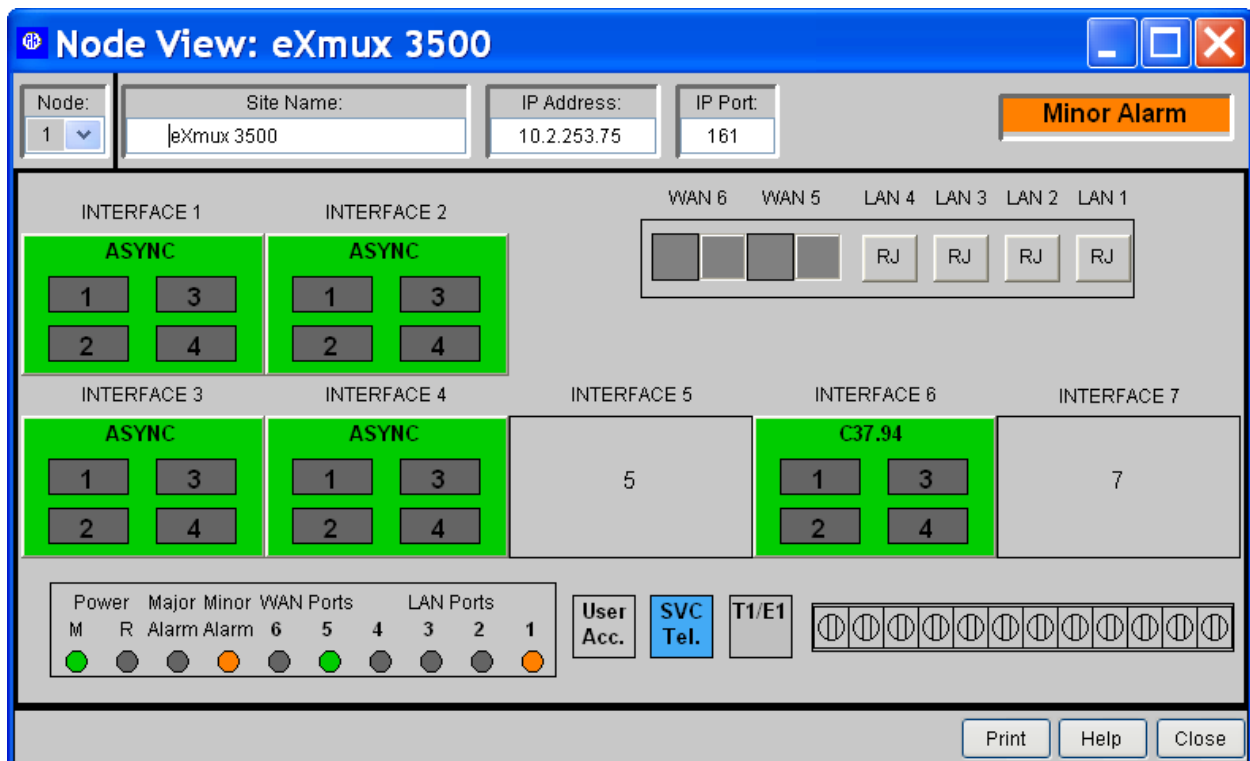 Node View: eXmux 3500
Node: Site Name: IP Address: IP Port:
1 eXmux 3500 10.2.253.75 161
Minor Alarm
WAN 6 WAN 5 LAN 4 LAN 3 LAN 2 LAN 1
RJ RJ RJ RJ
INTERFACE 1 INTERFACE 2
ASYNC ASYNC
1 3 1 3
2 4 2 4
INTERFACE 3 INTERFACE 4 INTERFACE 5 INTERFACE 6 INTERFACE 7
ASYNC ASYNC C37.94
1 3 1 3 5 1 3 7
2 4 2 4 2 4
Power Major Minor WAN Ports LAN Ports
M R Alarm Alarm 6 5 4 3 2 1
User
Acc.
SVC
Tel.
T1/E1
Print Help Close